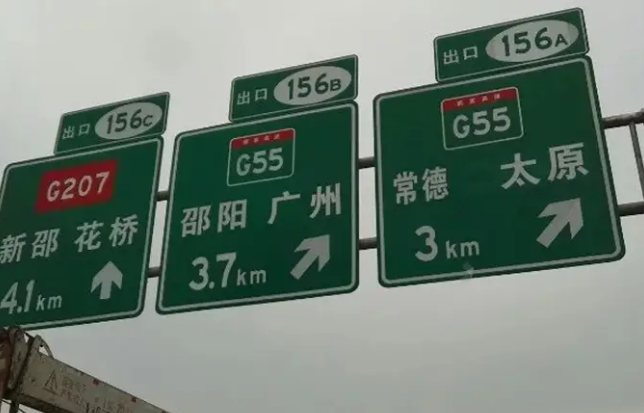 出口 156C
G207
新邵 花桥
4.1km
出口 156B
G55
邵阳 广州
3.7km
出口 156A
G55
常德 太原
3km